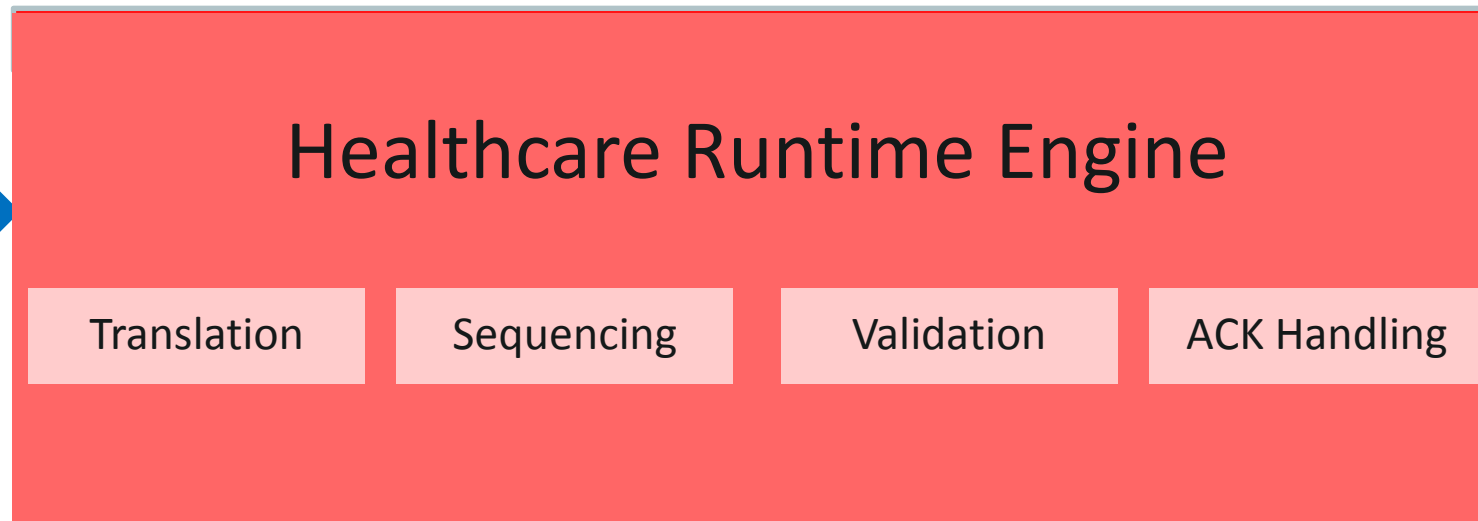 Healthcare Runtime Engine
Translation Sequencing Validation ACK Handling